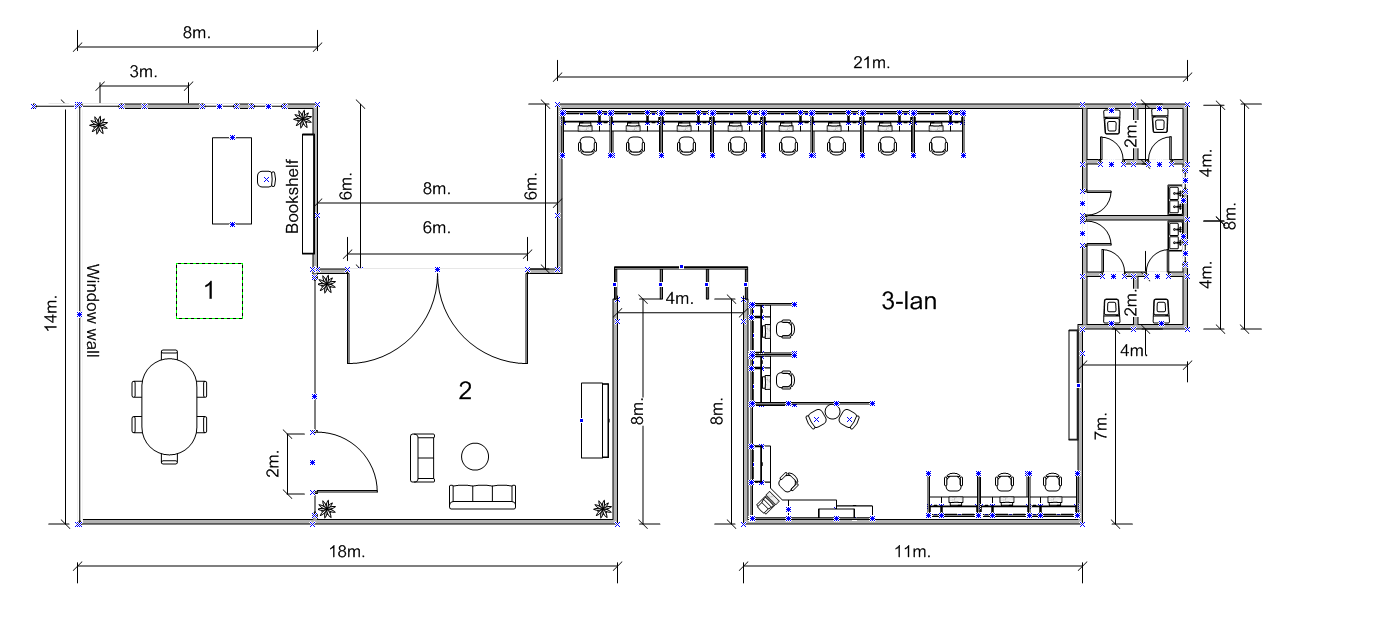 8m.
3m.
21m.
6m.
8m.
6m.
6m.
Bookshelf
2m.
4m.
8m.
4m.
2m.
4m.
1
Window wall
14m.
2
4m.
3-lan
8m.
8m.
7m.
2m.
18m.
11m.